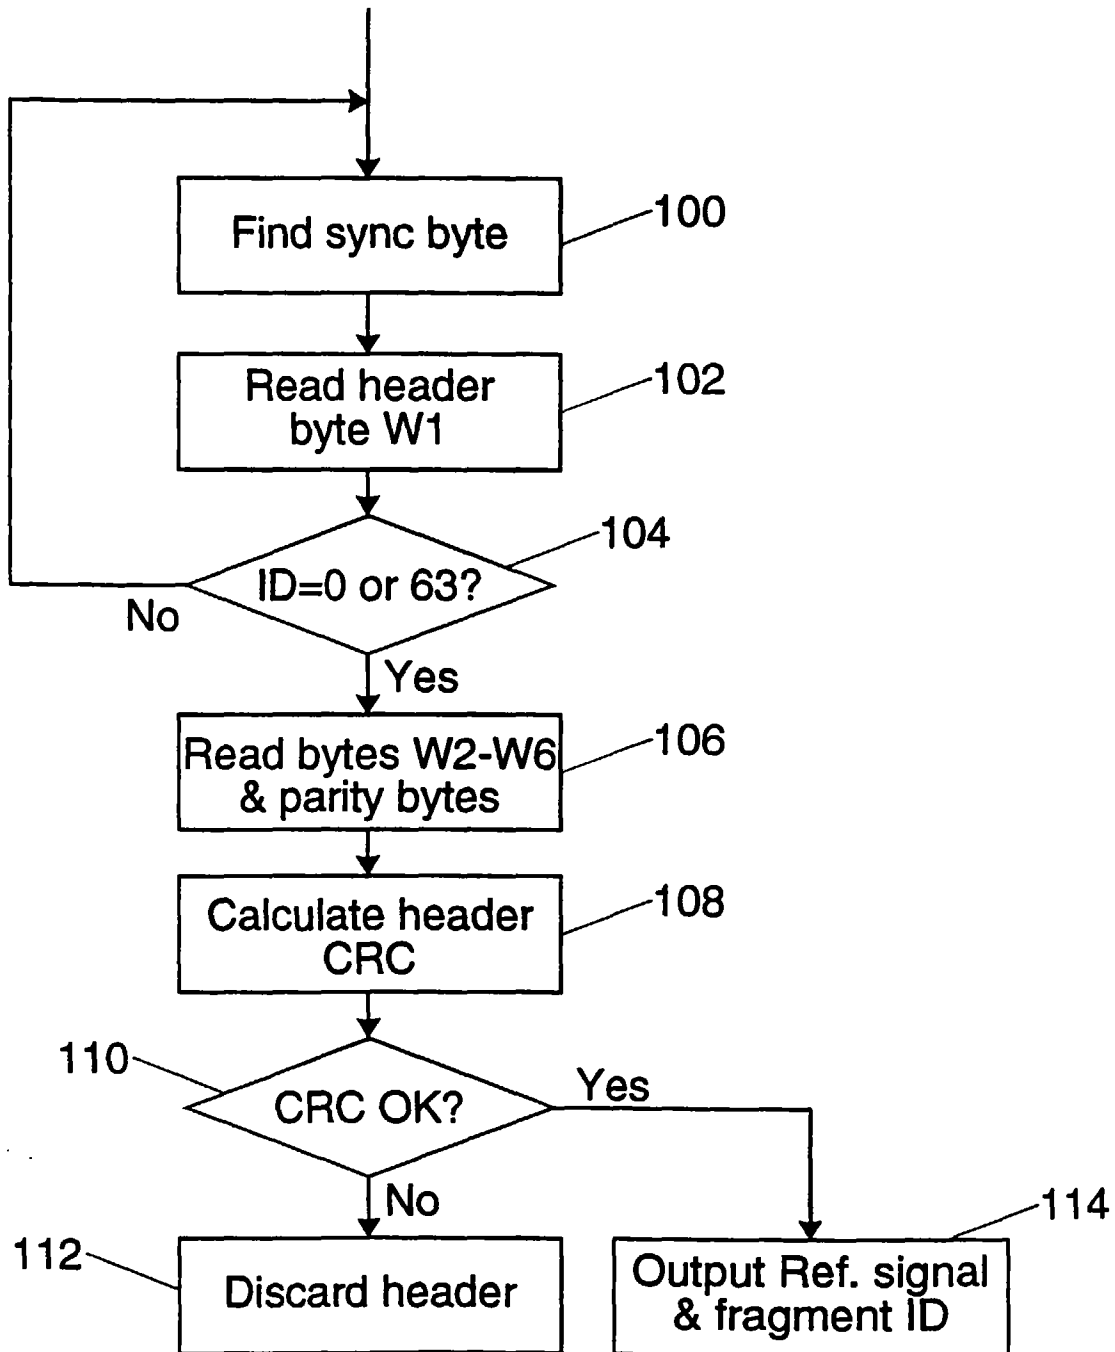 Find sync byte
100
Read header
byte W1
102
ID=0 or 63?
104
No
Yes
Read bytes W2-W6
& parity bytes
106
Calculate header
CRC
108
110
CRC OK?
Yes
No
112
Discard header
Output Ref. signal
& fragment ID
114